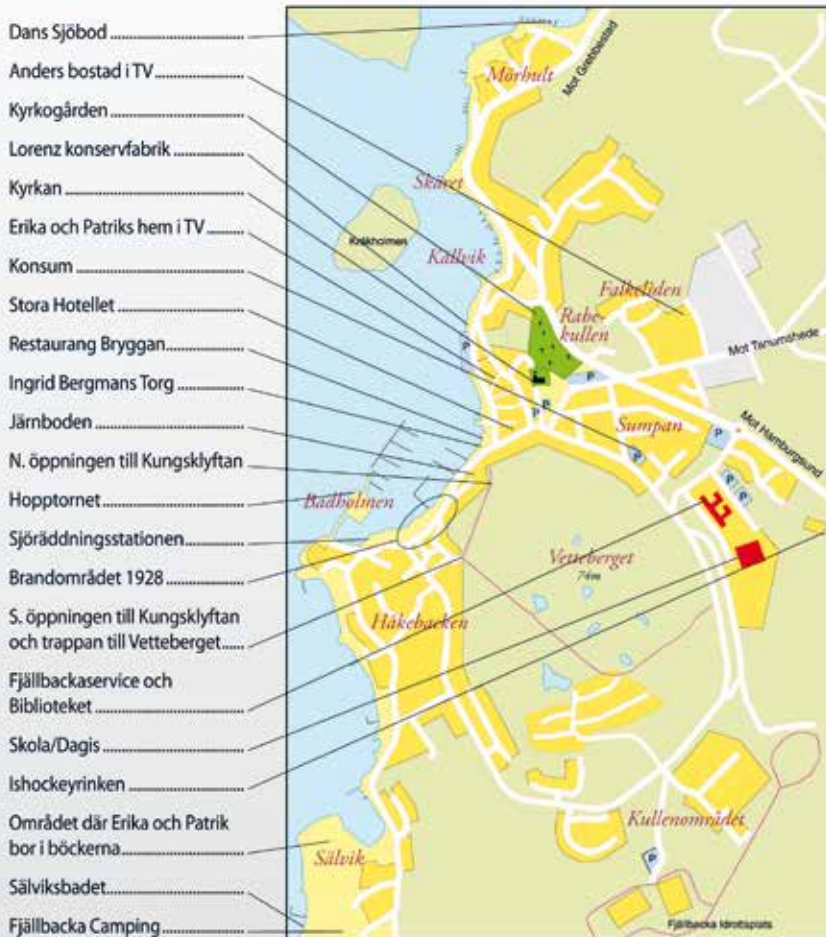 Dans Sjöbod
Anders bostad i TV
Kyrkogården
Lorenz konservfabrik
Kyrkan
Erika och Patriks hem i TV
Konsum
Stora Hotellet
Restaurang Bryggan
Ingrid Bergmans Torg
Järnboden
N. öppningen till Kungsklyftan
Hopptornet
Sjöräddningsstationen
Brandområdet 1928
S. öppningen till Kungsklyftan
och trappan till Vetteberget
Fjällbackaservice och
Biblioteket
Skola/Dagis
Ishockeyrinken
Området där Erika och Patrik
bor i böckerna
Sälviksbadet
Fjällbacka Camping
Mörhult
Mot Grebbestad
Skäret
Kråkholmen
Kallvik
Falkeliden
Rabe-
kullen
Mot Tanumshede
P
P
Mot Hamburgsund
Sumpan
P
P
P
P
P
P
P
Badholmen
Vetteberget
74m
Håkebacken
Kullenområdet
P
Sälvik
Fjällbacka Idrottsplats